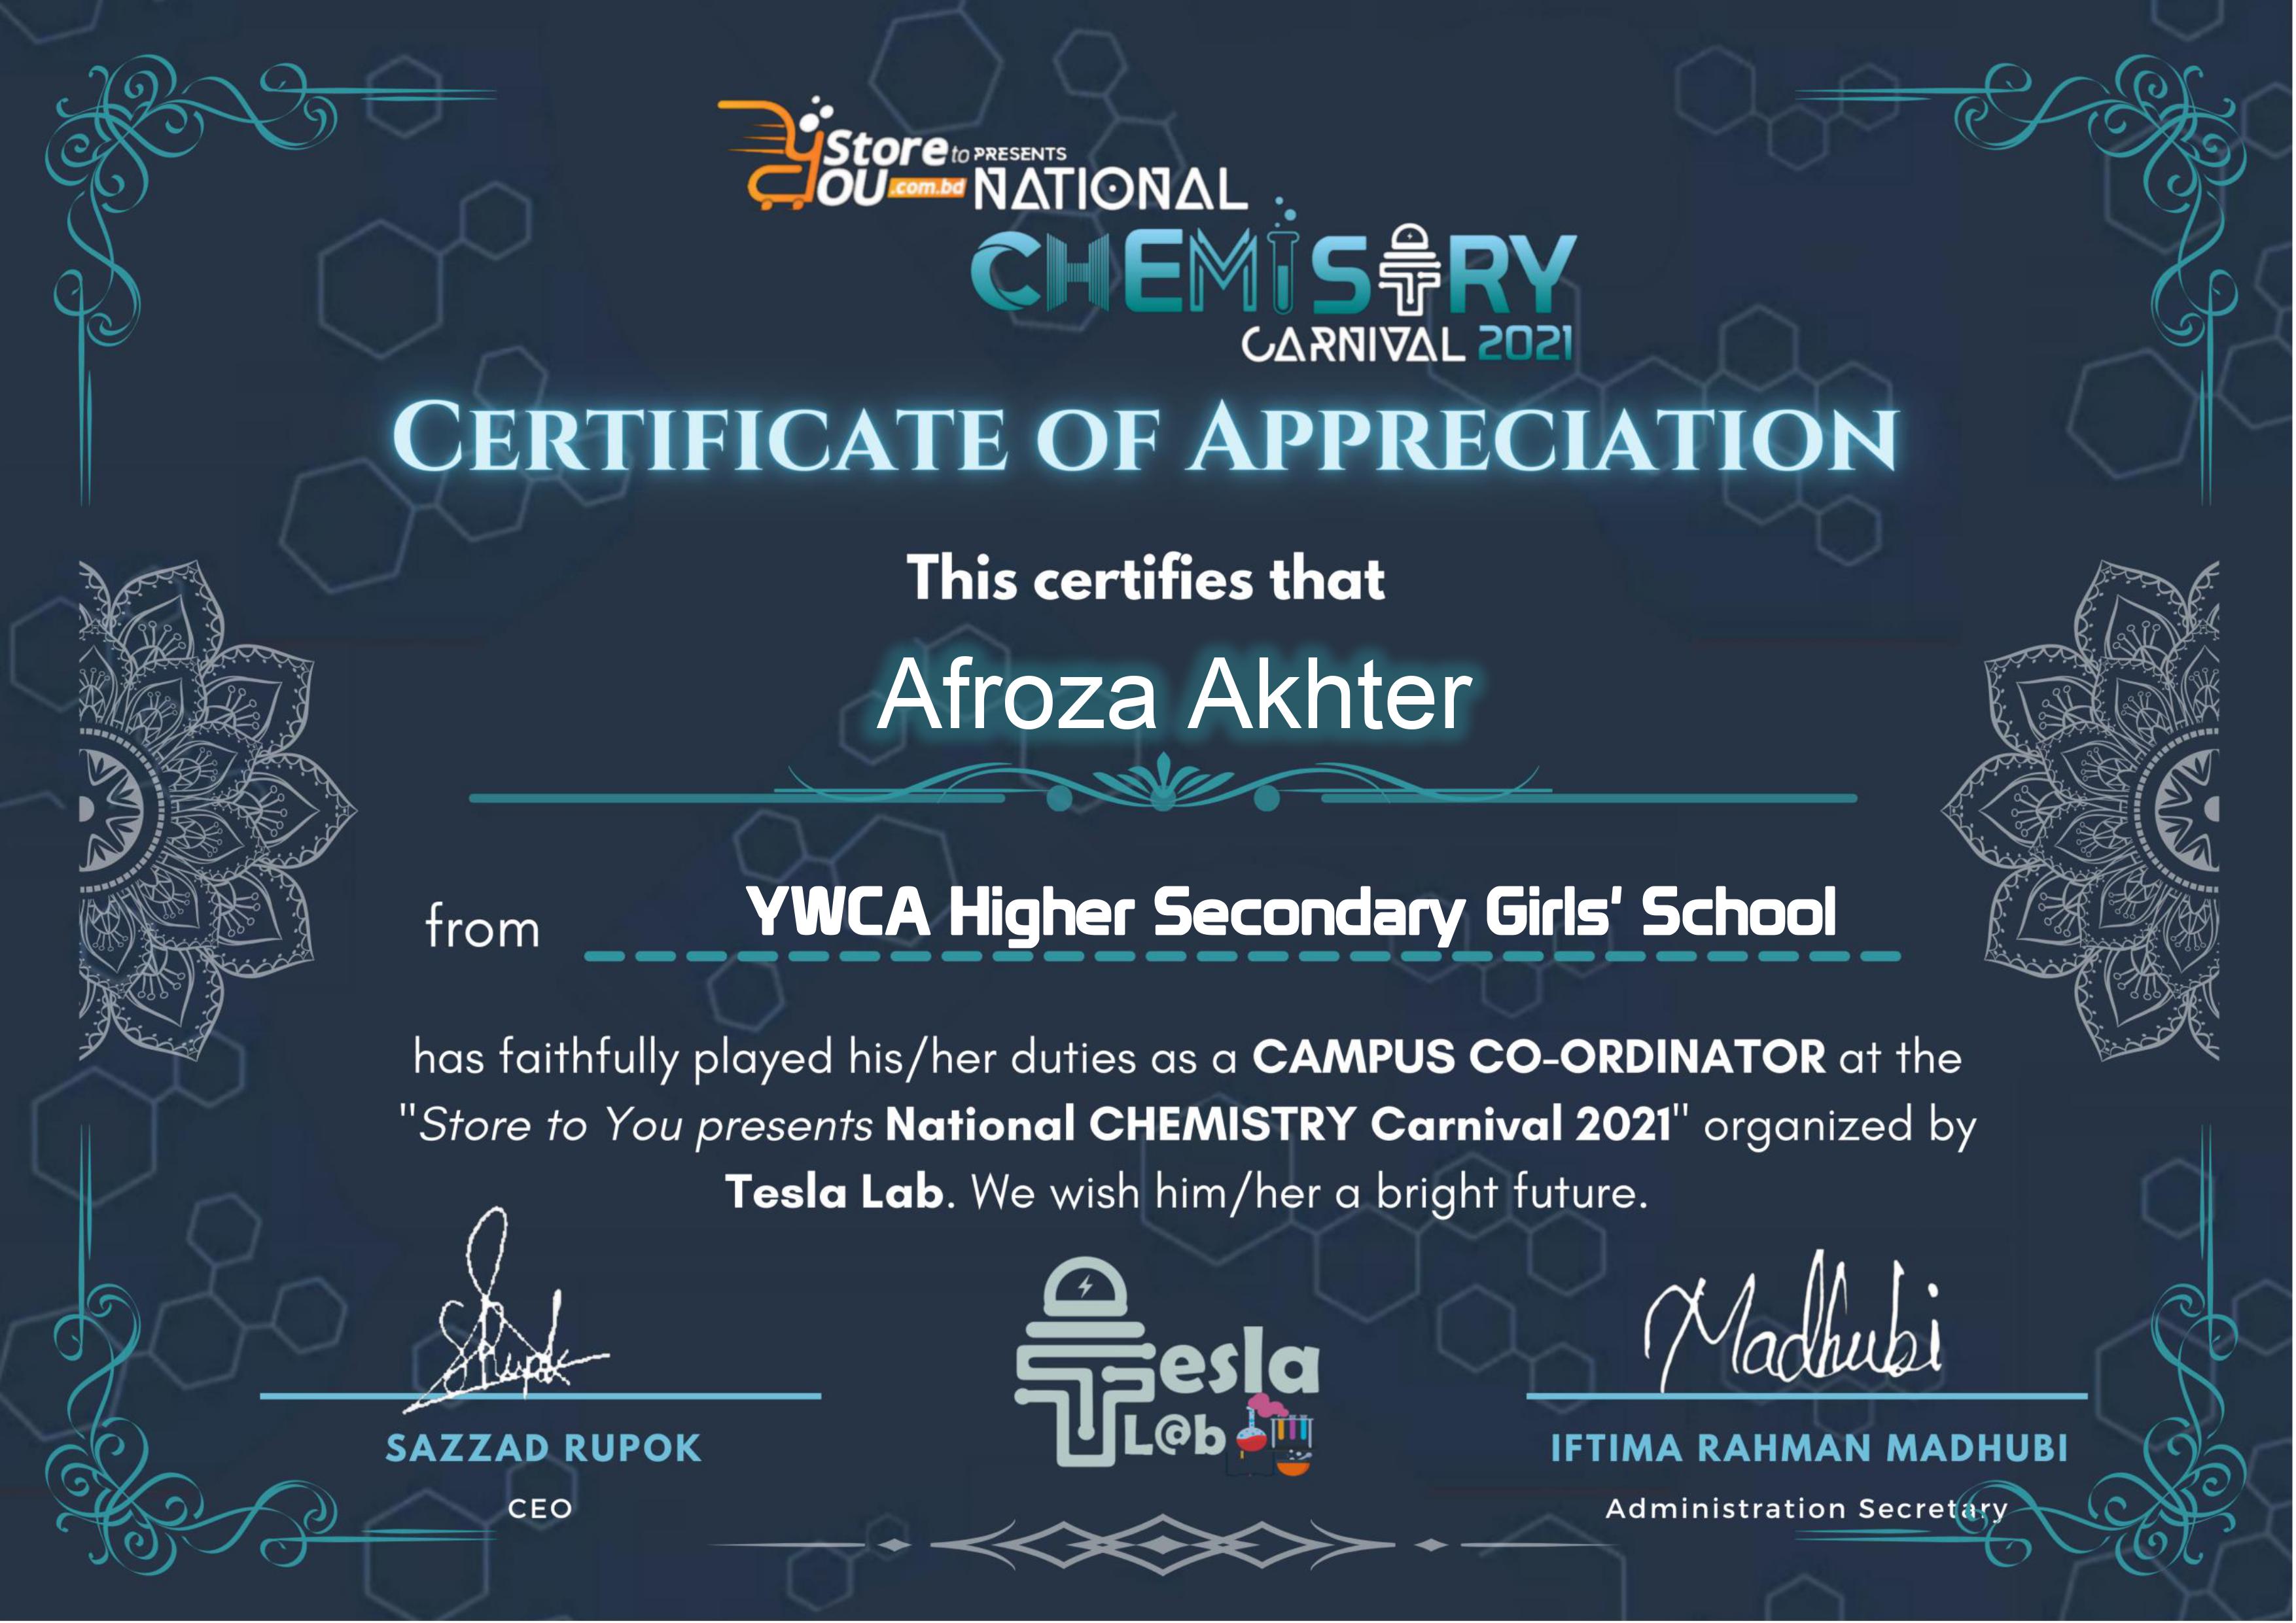 Store to PRESENTS
YOU .com.bd NATIONAL
CHEMISTRY
CARNIVAL 2021
CERTIFICATE OF APPRECIATION
This certifies that
Afroza Akhter
from YWCA Higher Secondary Girls' School
has faithfully played his/her duties as a CAMPUS CO-ORDINATOR at the
"Store to You presents National CHEMISTRY Carnival 2021" organized by
Tesla Lab. We wish him/her a bright future.
SRupok
Madhubi
Tesla
L@b
SAZZAD RUPOK
IFTIMA RAHMAN MADHUBI
CEO
Administration Secretary